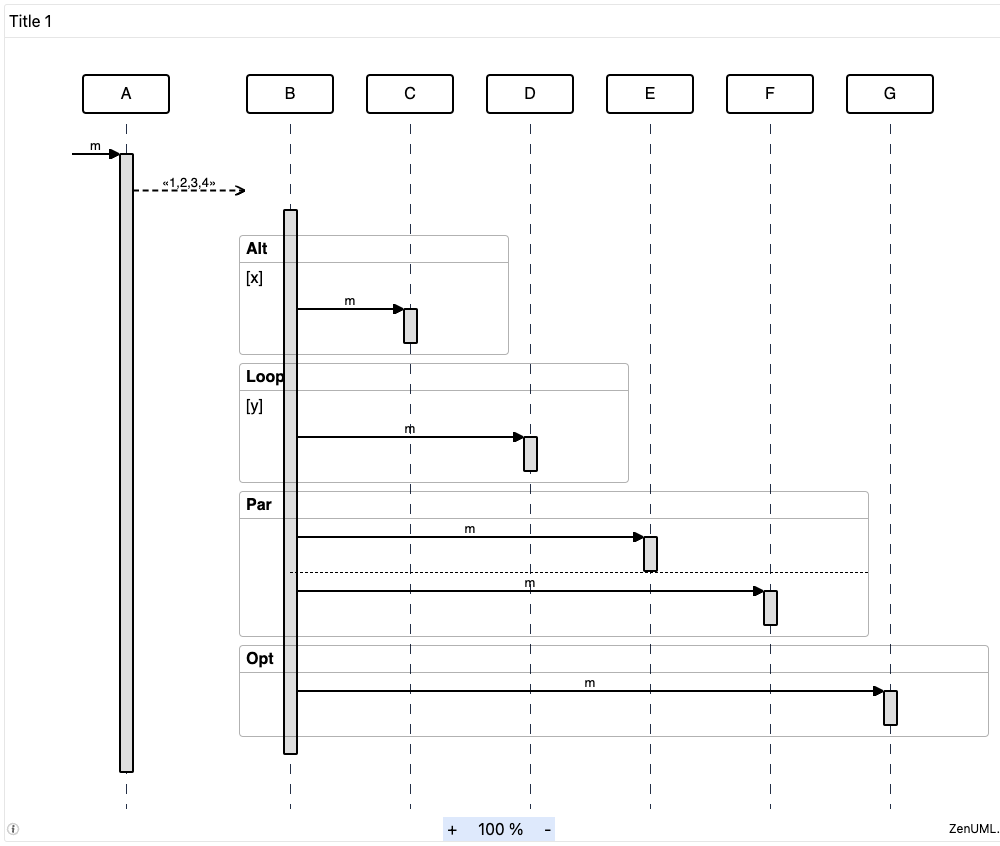 Title 1
A B C D E F G
m
«1,2,3,4»
Alt
[x]
m
Loop
[y]
m
Par
m
m
Opt
m
+ 100 % -
ZenUML.